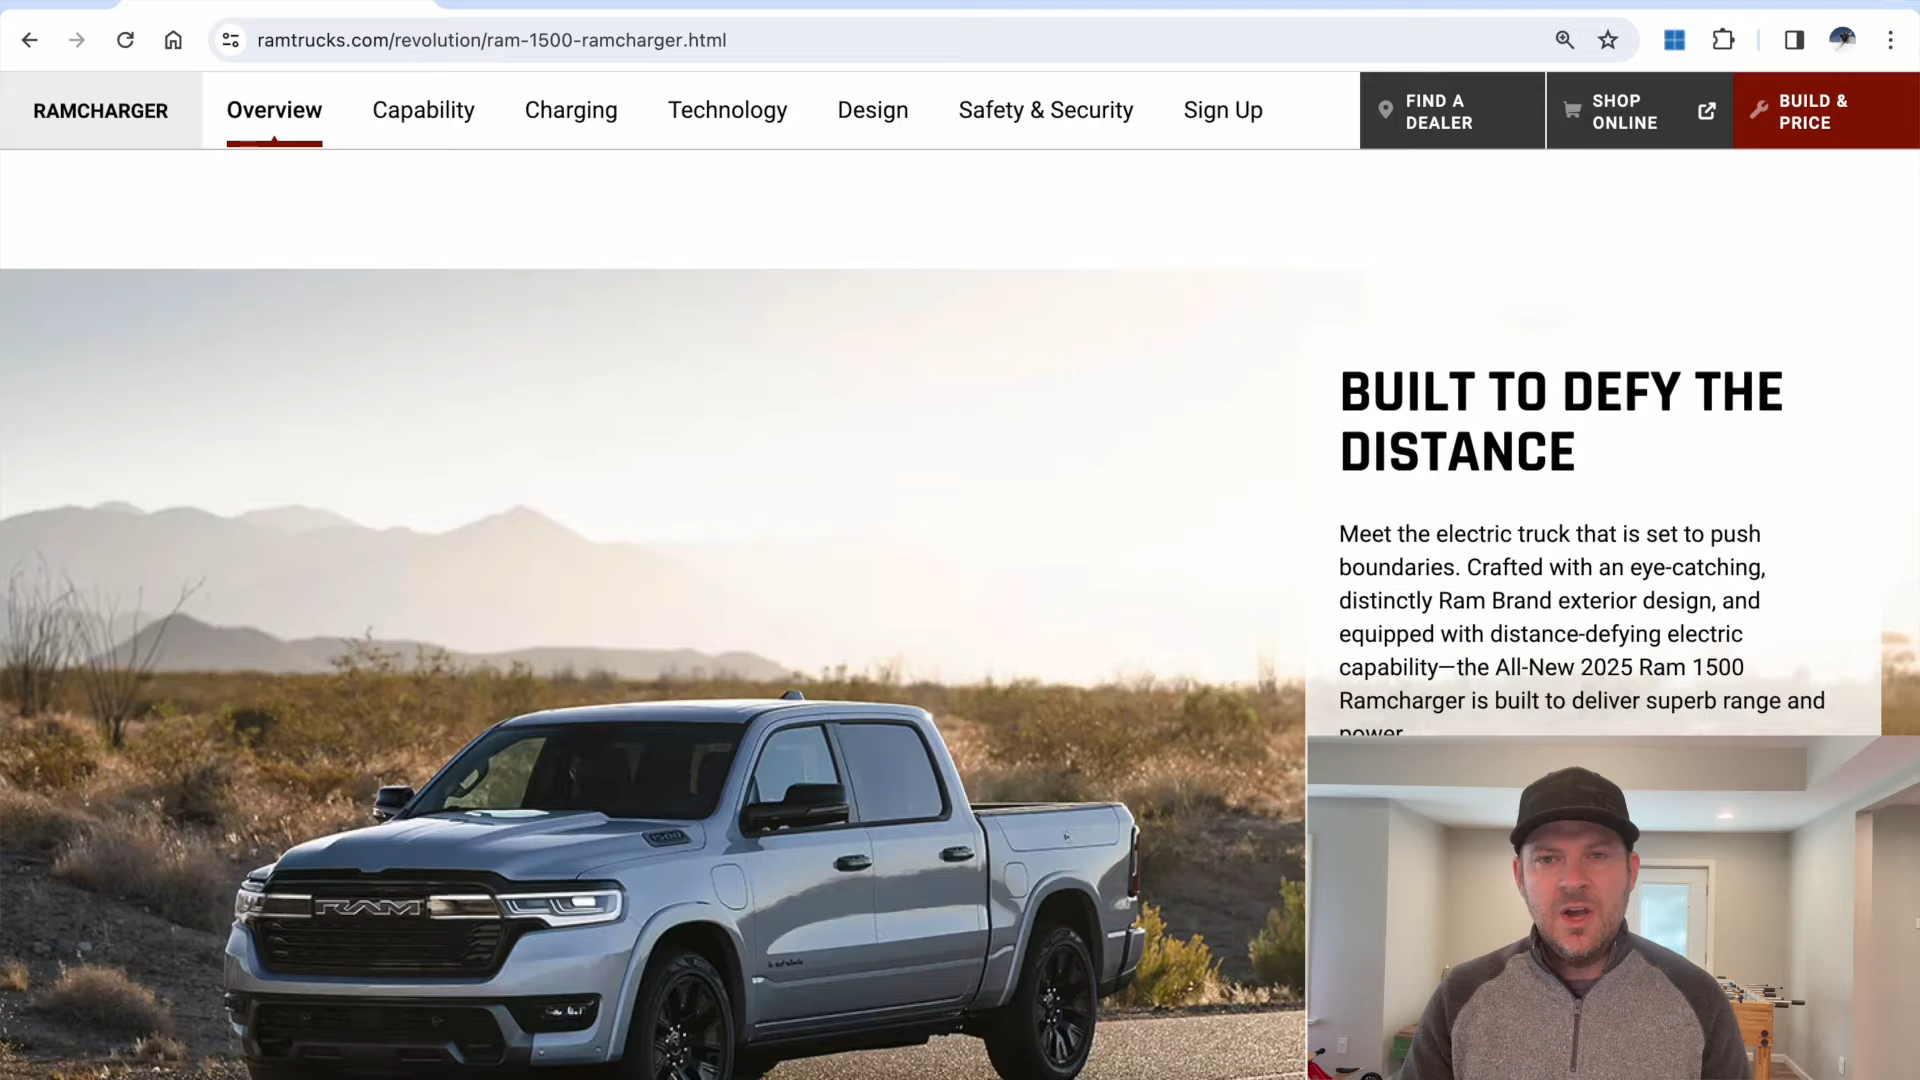 ramtrucks.com/revolution/ram-1500-ramcharger.html
RAMCHARGER
Overview
Capability
Charging
Technology
Design
Safety & Security
Sign Up
FIND A
DEALER
SHOP
ONLINE
BUILD &
PRICE
BUILT TO DEFY THE
DISTANCE
Meet the electric truck that is set to push
boundaries. Crafted with an eye-catching,
distinctly Ram Brand exterior design, and
equipped with distance-defying electric
capability—the All-New 2025 Ram 1500
Ramcharger is built to deliver superb range and
power.
1500
RAM